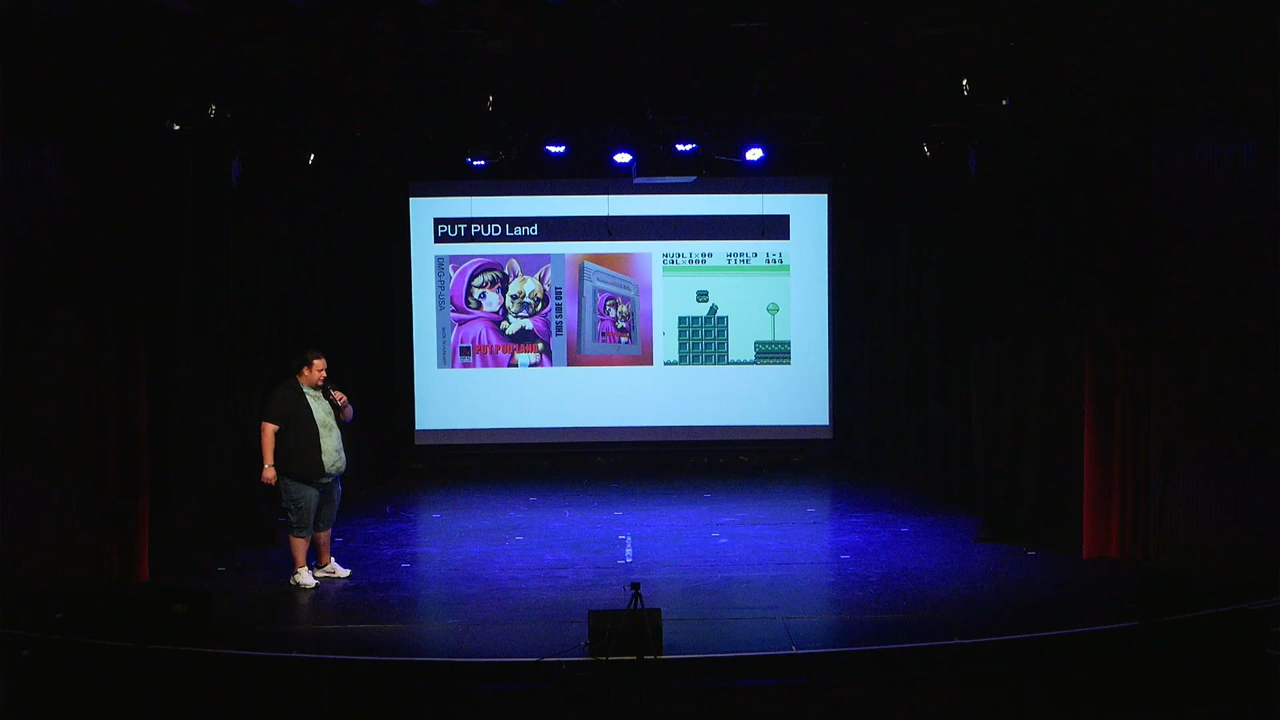 PUT PUD Land
DMG-PP-USA
THIS SIDE OUT
PUT PUD LAND
NUDLI×00 WORLD 1-1
CAL×000 TIME 444